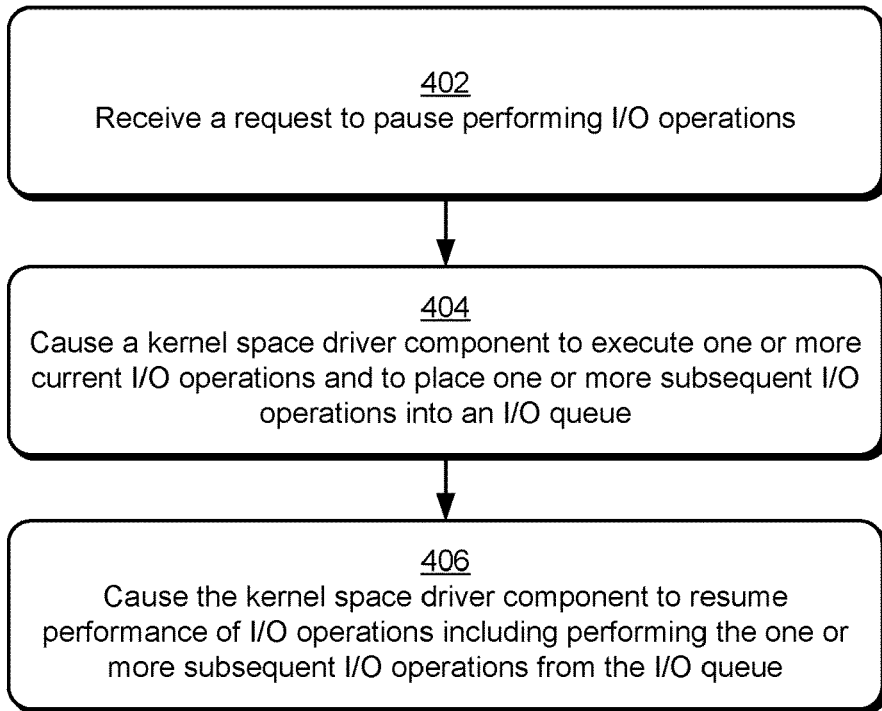 402
Receive a request to pause performing I/O operations
404
Cause a kernel space driver component to execute one or more
current I/O operations and to place one or more subsequent I/O
operations into an I/O queue
406
Cause the kernel space driver component to resume
performance of I/O operations including performing the one or
more subsequent I/O operations from the I/O queue